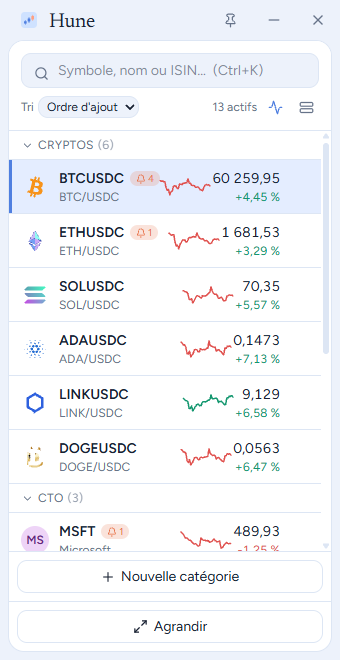 Hune
Symbole, nom ou ISIN... (Ctrl+K)
Tri Ordre d'ajout 13 actifs
CRYPTOS (6)
BTCUSDC 4 60 259,95
BTC/USDC +4,45 %
ETHUSDC 1 1 681,53
ETH/USDC +3,29 %
SOLUSDC 70,35
SOL/USDC +5,57 %
ADAUSDC 0,1473
ADA/USDC +7,13 %
LINKUSDC 9,129
LINK/USDC +6,58 %
DOGEUSDC 0,0563
DOGE/USDC +6,47 %
CTO (3)
MS MSFT 1 489,93
Microsoft -1,25 %
+ Nouvelle catégorie
Agrandir